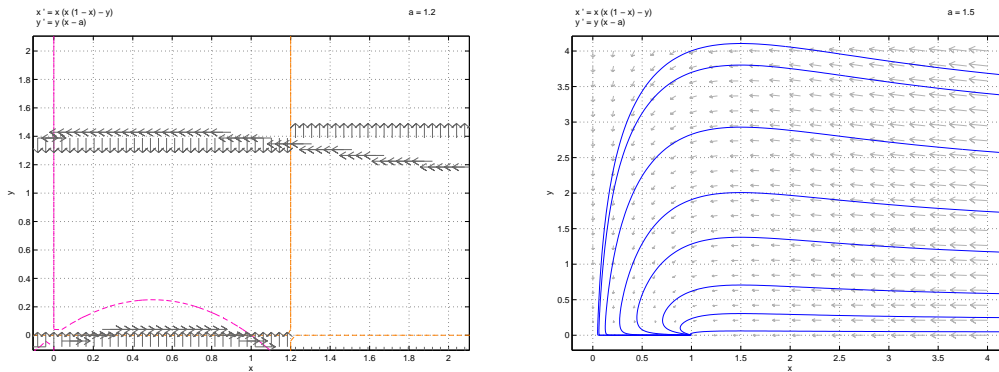 x ' = x (x (1 − x) − y)
y ' = y (x − a)
a = 1.2
2
1.8
1.6
1.4
1.2
1
0.8
0.6
0.4
0.2
0
y
0 0.2 0.4 0.6 0.8 1 1.2 1.4 1.6 1.8 2
x
x ' = x (x (1 − x) − y)
y ' = y (x − a)
a = 1.5
4
3.5
3
2.5
2
1.5
1
0.5
0
y
0 0.5 1 1.5 2 2.5 3 3.5 4
x